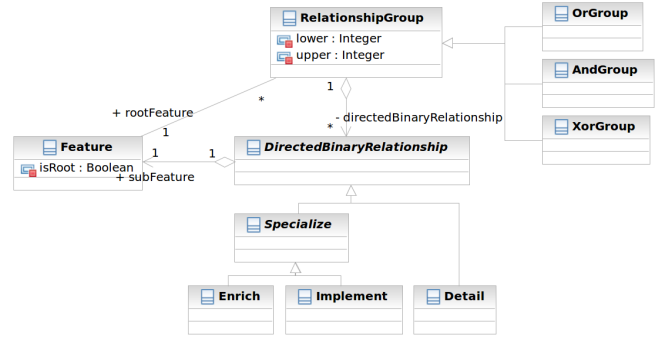 RelationshipGroup
lower : Integer
upper : Integer
OrGroup
AndGroup
XorGroup
1
*
+ rootFeature
1
- directedBinaryRelationship
*
Feature
isRoot : Boolean
1
1
+ subFeature
DirectedBinaryRelationship
Specialize
Enrich
Implement
Detail